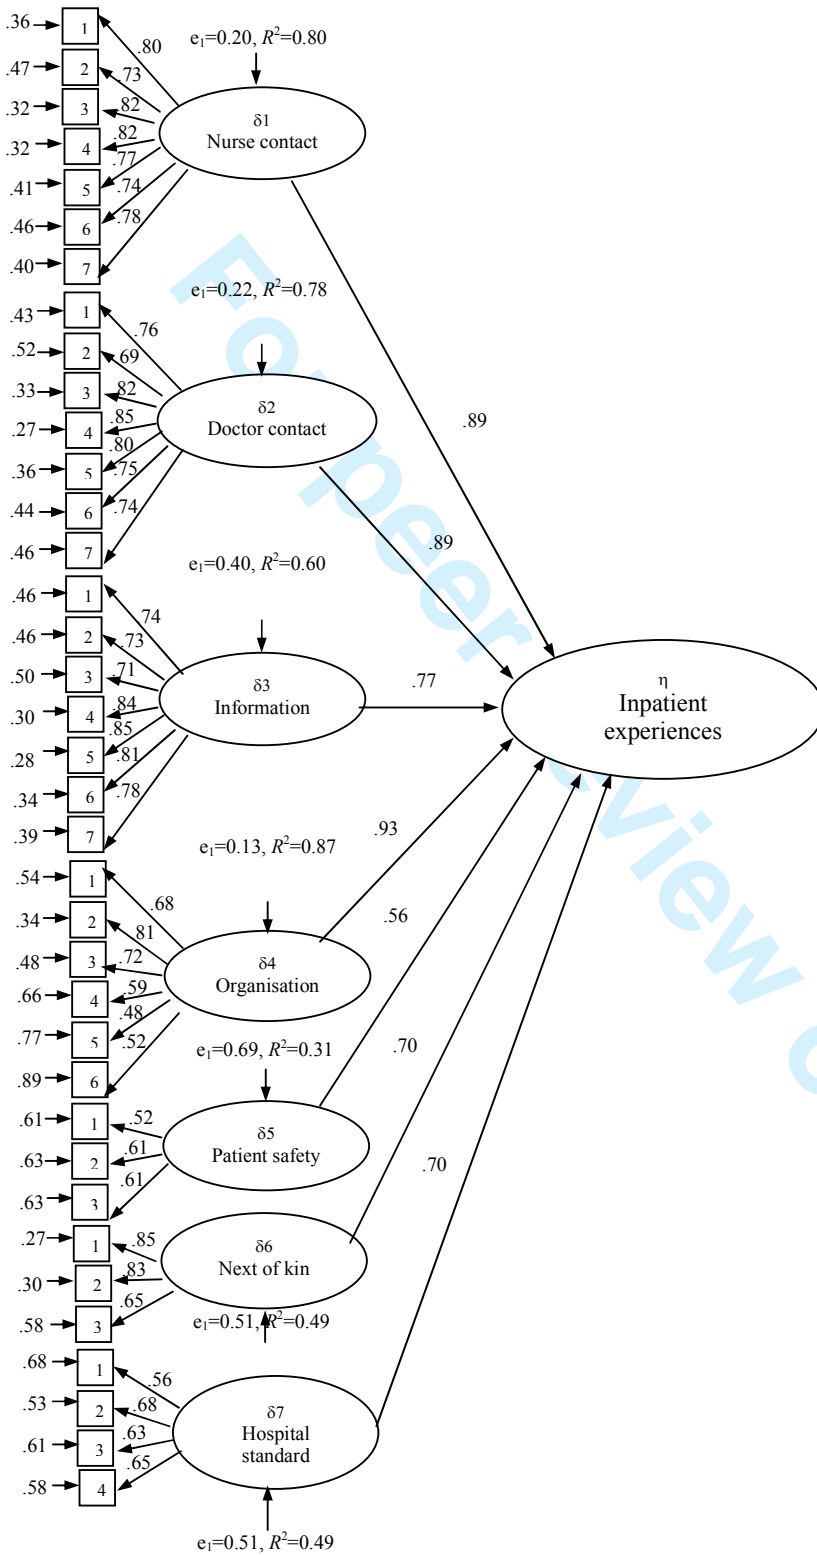 e₁=0.20, R²=0.80
.36 1 .80
.47 2 .73
.32 3 .82
.32 4 .82
.41 5 .77
.46 6 .74
.40 7 .78
δ1
Nurse contact
.89
e₁=0.22, R²=0.78
.43 1 .76
.52 2 .69
.33 3 .82
.27 4 .85
.36 5 .80
.44 6 .75
.46 7 .74
δ2
Doctor contact
.89
e₁=0.40, R²=0.60
.46 1 .74
.46 2 .73
.50 3 .71
.30 4 .84
.28 5 .85
.34 6 .81
.39 7 .78
δ3
Information
.77
η
Inpatient
experiences
e₁=0.13, R²=0.87
.54 1 .68
.34 2 .81
.48 3 .72
.66 4 .59
.77 5 .48
.89 6 .52
δ4
Organisation
.93
e₁=0.69, R²=0.31
.61 1 .52
.63 2 .61
.63 3 .61
δ5
Patient safety
.56
.27 1 .85
.30 2 .83
.58 3 .65
δ6
Next of kin
.70
e₁=0.51, R²=0.49
.68 1 .56
.53 2 .68
.61 3 .63
.58 4 .65
δ7
Hospital
standard
.70
e₁=0.51, R²=0.49
For peer review o